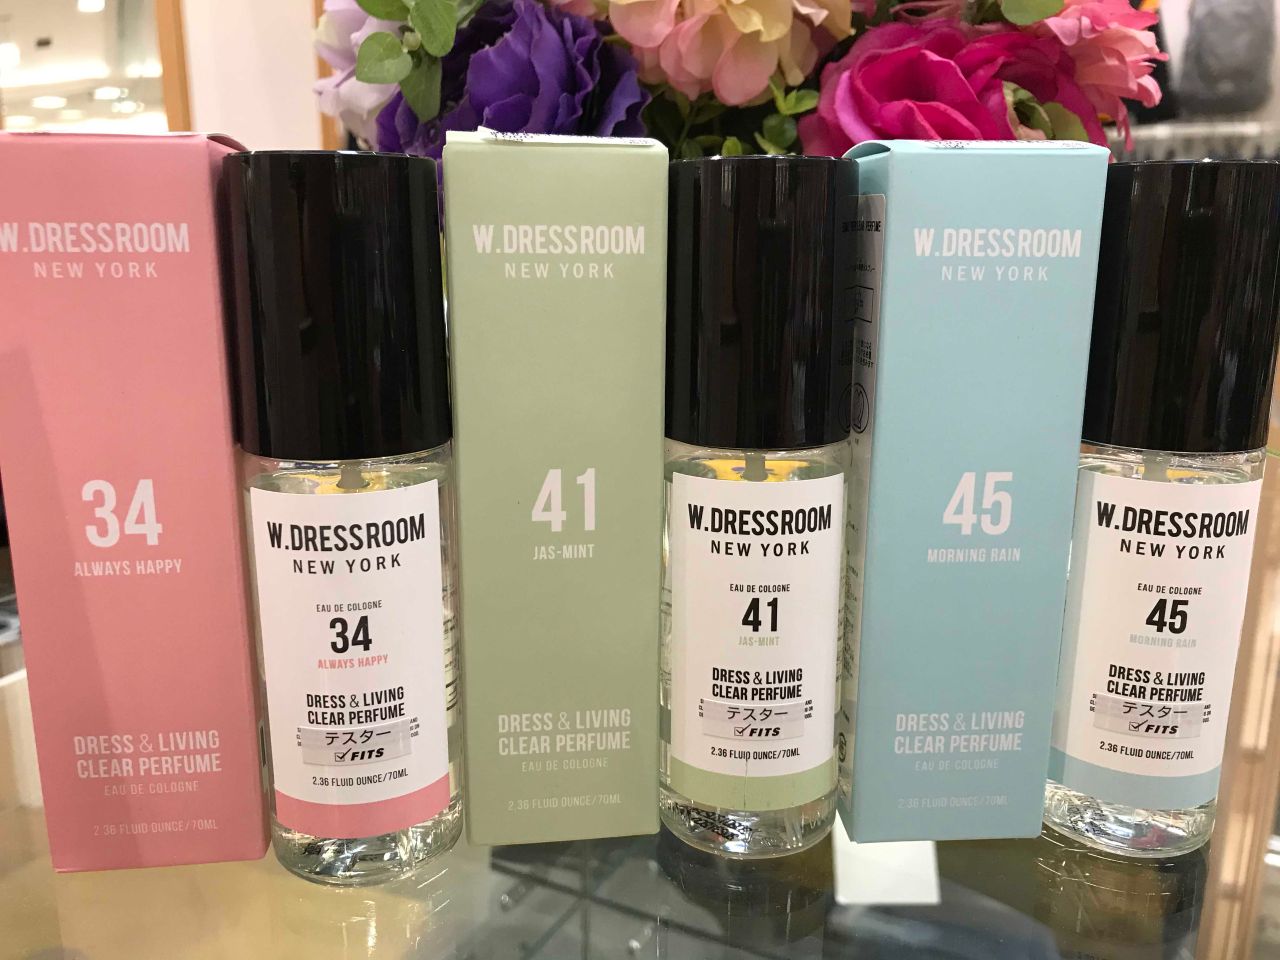 W.DRESSROOM
NEW YORK
34
ALWAYS HAPPY
DRESS & LIVING
CLEAR PERFUME
EAU DE COLOGNE
2.36 FLUID OUNCE/70ML
W.DRESSROOM
NEW YORK
EAU DE COLOGNE
34
ALWAYS HAPPY
DRESS & LIVING
CLEAR PERFUME
テスター
FITS
2.36 FLUID OUNCE/70ML
W.DRESSROOM
NEW YORK
41
JAS-MINT
DRESS & LIVING
CLEAR PERFUME
EAU DE COLOGNE
2.36 FLUID OUNCE/70ML
W.DRESSROOM
NEW YORK
EAU DE COLOGNE
41
JAS-MINT
DRESS & LIVING
CLEAR PERFUME
テスター
FITS
2.36 FLUID OUNCE/70ML
W.DRESSROOM
NEW YORK
45
MORNING RAIN
DRESS & LIVING
CLEAR PERFUME
EAU DE COLOGNE
2.36 FLUID OUNCE/70ML
W.DRESSROOM
NEW YORK
EAU DE COLOGNE
45
MORNING RAIN
DRESS & LIVING
CLEAR PERFUME
テスター
FITS
2.36 FLUID OUNCE/70ML